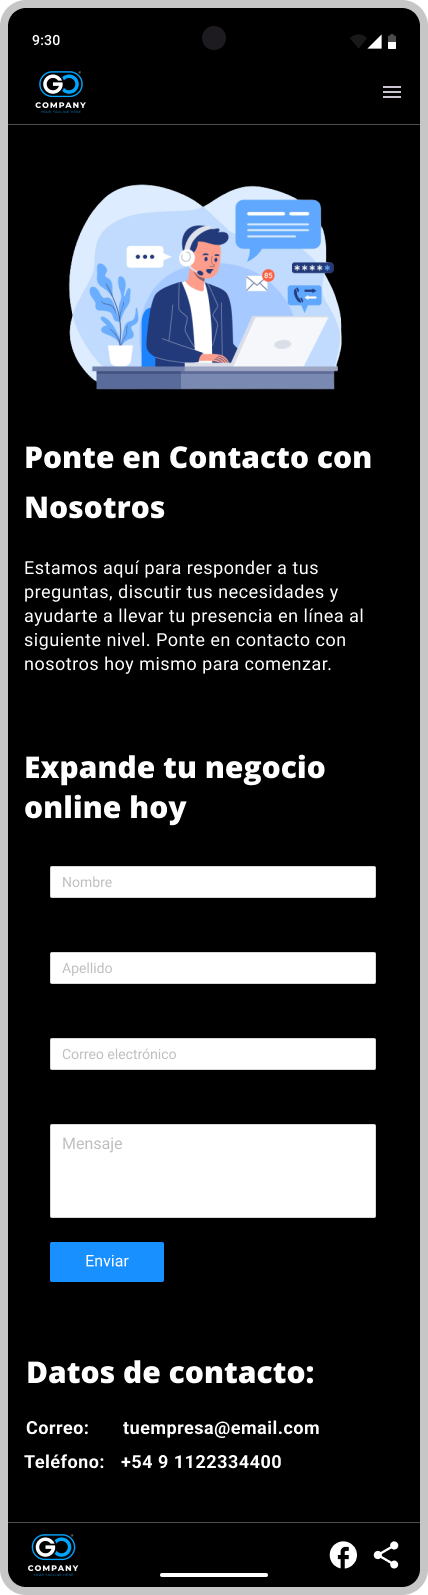 9:30
GO
COMPANY
85
*****
Ponte en Contacto con
Nosotros
Estamos aquí para responder a tus
preguntas, discutir tus necesidades y
ayudarte a llevar tu presencia en línea al
siguiente nivel. Ponte en contacto con
nosotros hoy mismo para comenzar.
Expande tu negocio
online hoy
Nombre
Apellido
Correo electrónico
Mensaje
Enviar
Datos de contacto:
Correo: tuempresa@email.com
Teléfono: +54 9 1122334400
GO
COMPANY